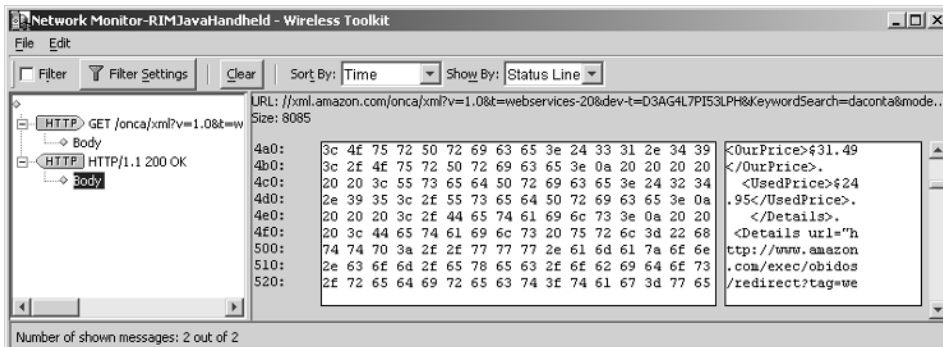 Network Monitor-RIMJavaHandheld - Wireless Toolkit
File Edit
Filter Filter Settings Clear Sort By: Time Show By: Status Line
URL: //xml.amazon.com/onca/xml?v=1.0&t=webservices-20&dev-t=D3AG4L7PI53LPH&KeywordSearch=daconta&mode..
Size: 8085
HTTP GET /onca/xml?v=1.0&t=w
Body
HTTP HTTP/1.1 200 OK
Body
4a0: 3c 4f 75 72 50 72 69 63 65 3e 24 33 31 2e 34 39 <OurPrice>$31.49
4b0: 3c 2f 4f 75 72 50 72 69 63 65 3e 0a 20 20 20 20 </OurPrice>.
4c0: 20 20 3c 55 73 65 64 50 72 69 63 65 3e 24 32 34 <UsedPrice>$24
4d0: 2e 39 35 3c 2f 55 73 65 64 50 72 69 63 65 3e 0a .95</UsedPrice>.
4e0: 20 20 20 3c 2f 44 65 74 61 69 6c 73 3e 0a 20 20 </Details>.
4f0: 20 3c 44 65 74 61 69 6c 73 20 75 72 6c 3d 22 68 <Details url="h
500: 74 74 70 3a 2f 2f 77 77 77 2e 61 6d 61 7a 6f 6e ttp://www.amazon
510: 2e 63 6f 6d 2f 65 78 65 63 2f 6f 62 69 64 6f 73 .com/exec/obidos
520: 2f 72 65 64 69 72 65 63 74 3f 74 61 67 3d 77 65 /redirect?tag=we
Number of shown messages: 2 out of 2